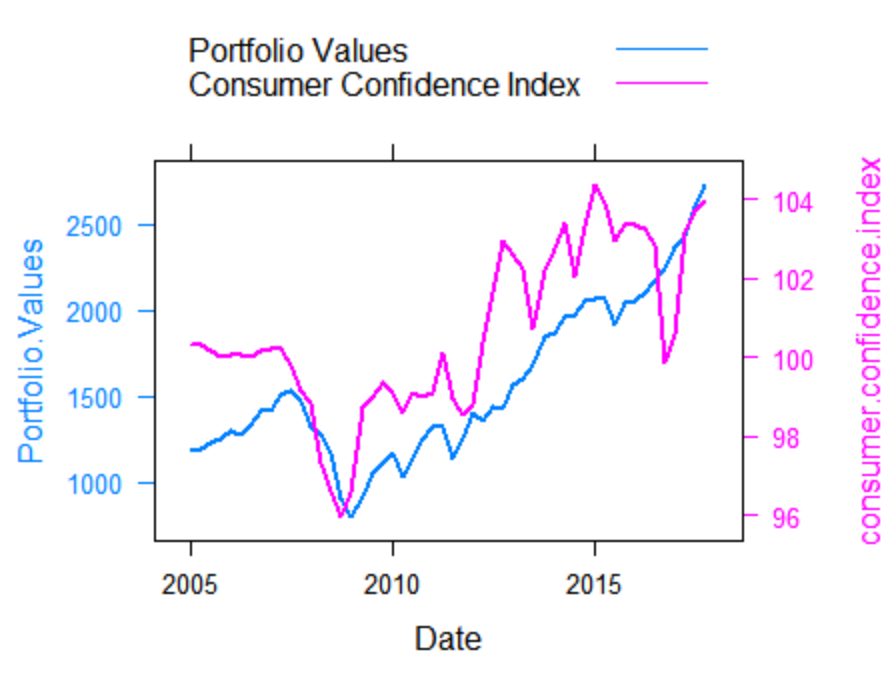 Portfolio Values
Consumer Confidence Index
Portfolio.Values
2500
2000
1500
1000
104
102
100
98
96
consumer.confidence.index
2005 2010 2015
Date